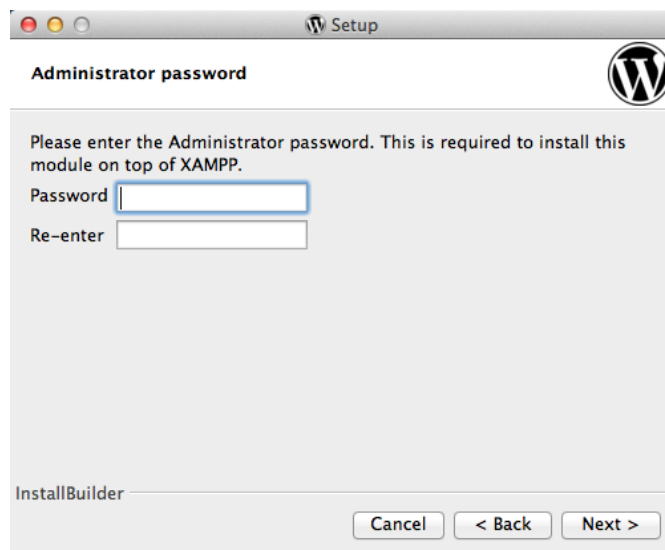 Setup
Administrator password
Please enter the Administrator password. This is required to install this
module on top of XAMPP.
Password
Re-enter
InstallBuilder
Cancel
< Back
Next >